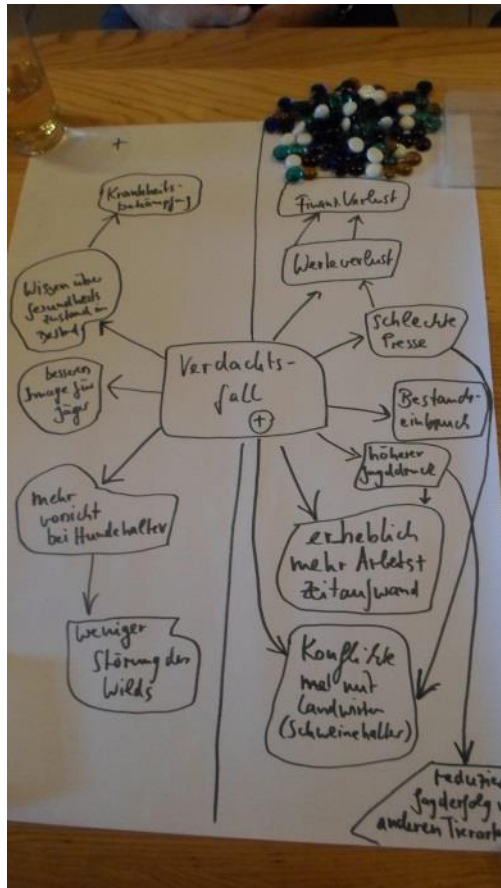 +
Krankheits-
bekämpfung
Wissen über
Gesundheits
zustand im
Bestand
besseres
Image für
Jäger
mehr
vorsicht
bei Hundehalter
weniger
Störung des
Wilds
Verdachts-
fall
+
Finanz. Verlust
Werteverlust
Schlechte
Presse
Bestands-
einbruch
höherer
Jagddruck
erheblich
mehr Arbeits+
Zeitaufwand
Konflikte
mit
Landwirten
(Schweinehalter)
reduzie
Jagderfolg
anderen Tierarte